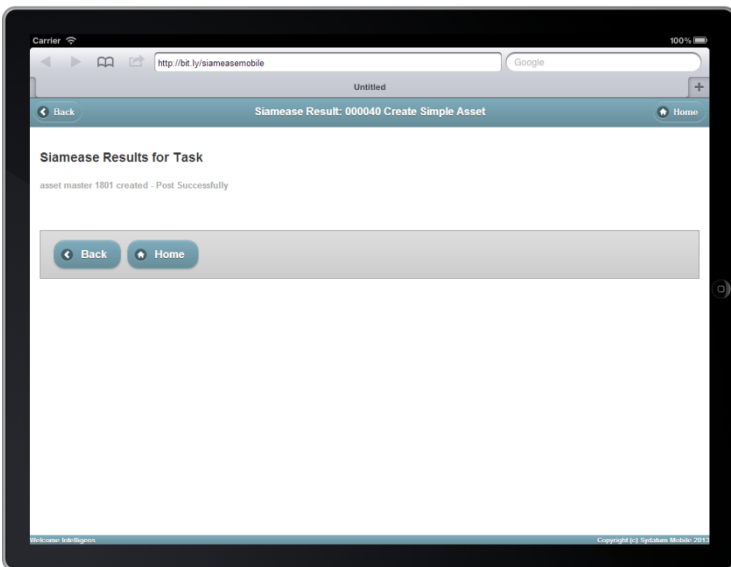 Carrier 100%
http://bit.ly/siameasemobile Google
Untitled
Back Siamease Result: 000040 Create Simple Asset Home
Siamease Results for Task
asset master 1801 created - Post Successfully
Back Home
Welcome Intelligens Copyright (c) Sydatum Mobile 2013